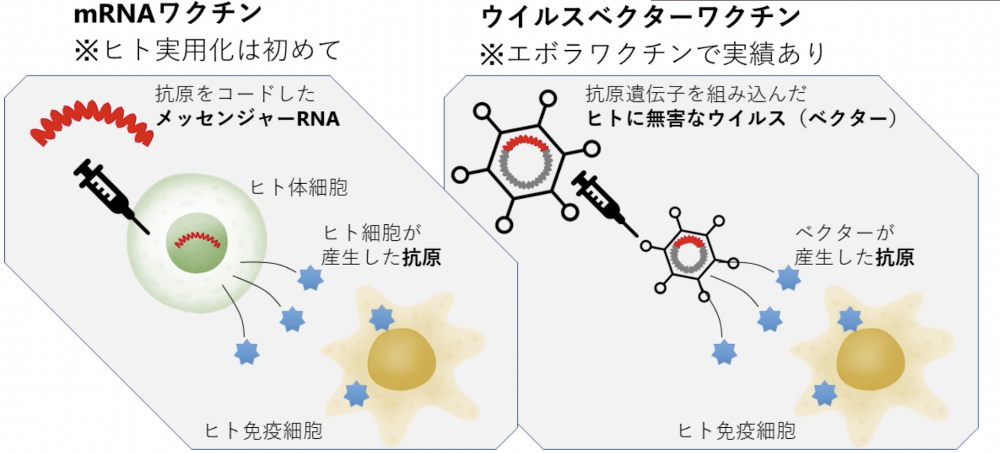 mRNAワクチン
※ヒト実用化は初めて
抗原をコードした
メッセンジャーRNA
ヒト体細胞
ヒト細胞が
産生した抗原
ヒト免疫細胞
ウイルスベクターワクチン
※エボラワクチンで実績あり
抗原遺伝子を組み込んだ
ヒトに無害なウイルス（ベクター）
ベクターが
産生した抗原
ヒト免疫細胞